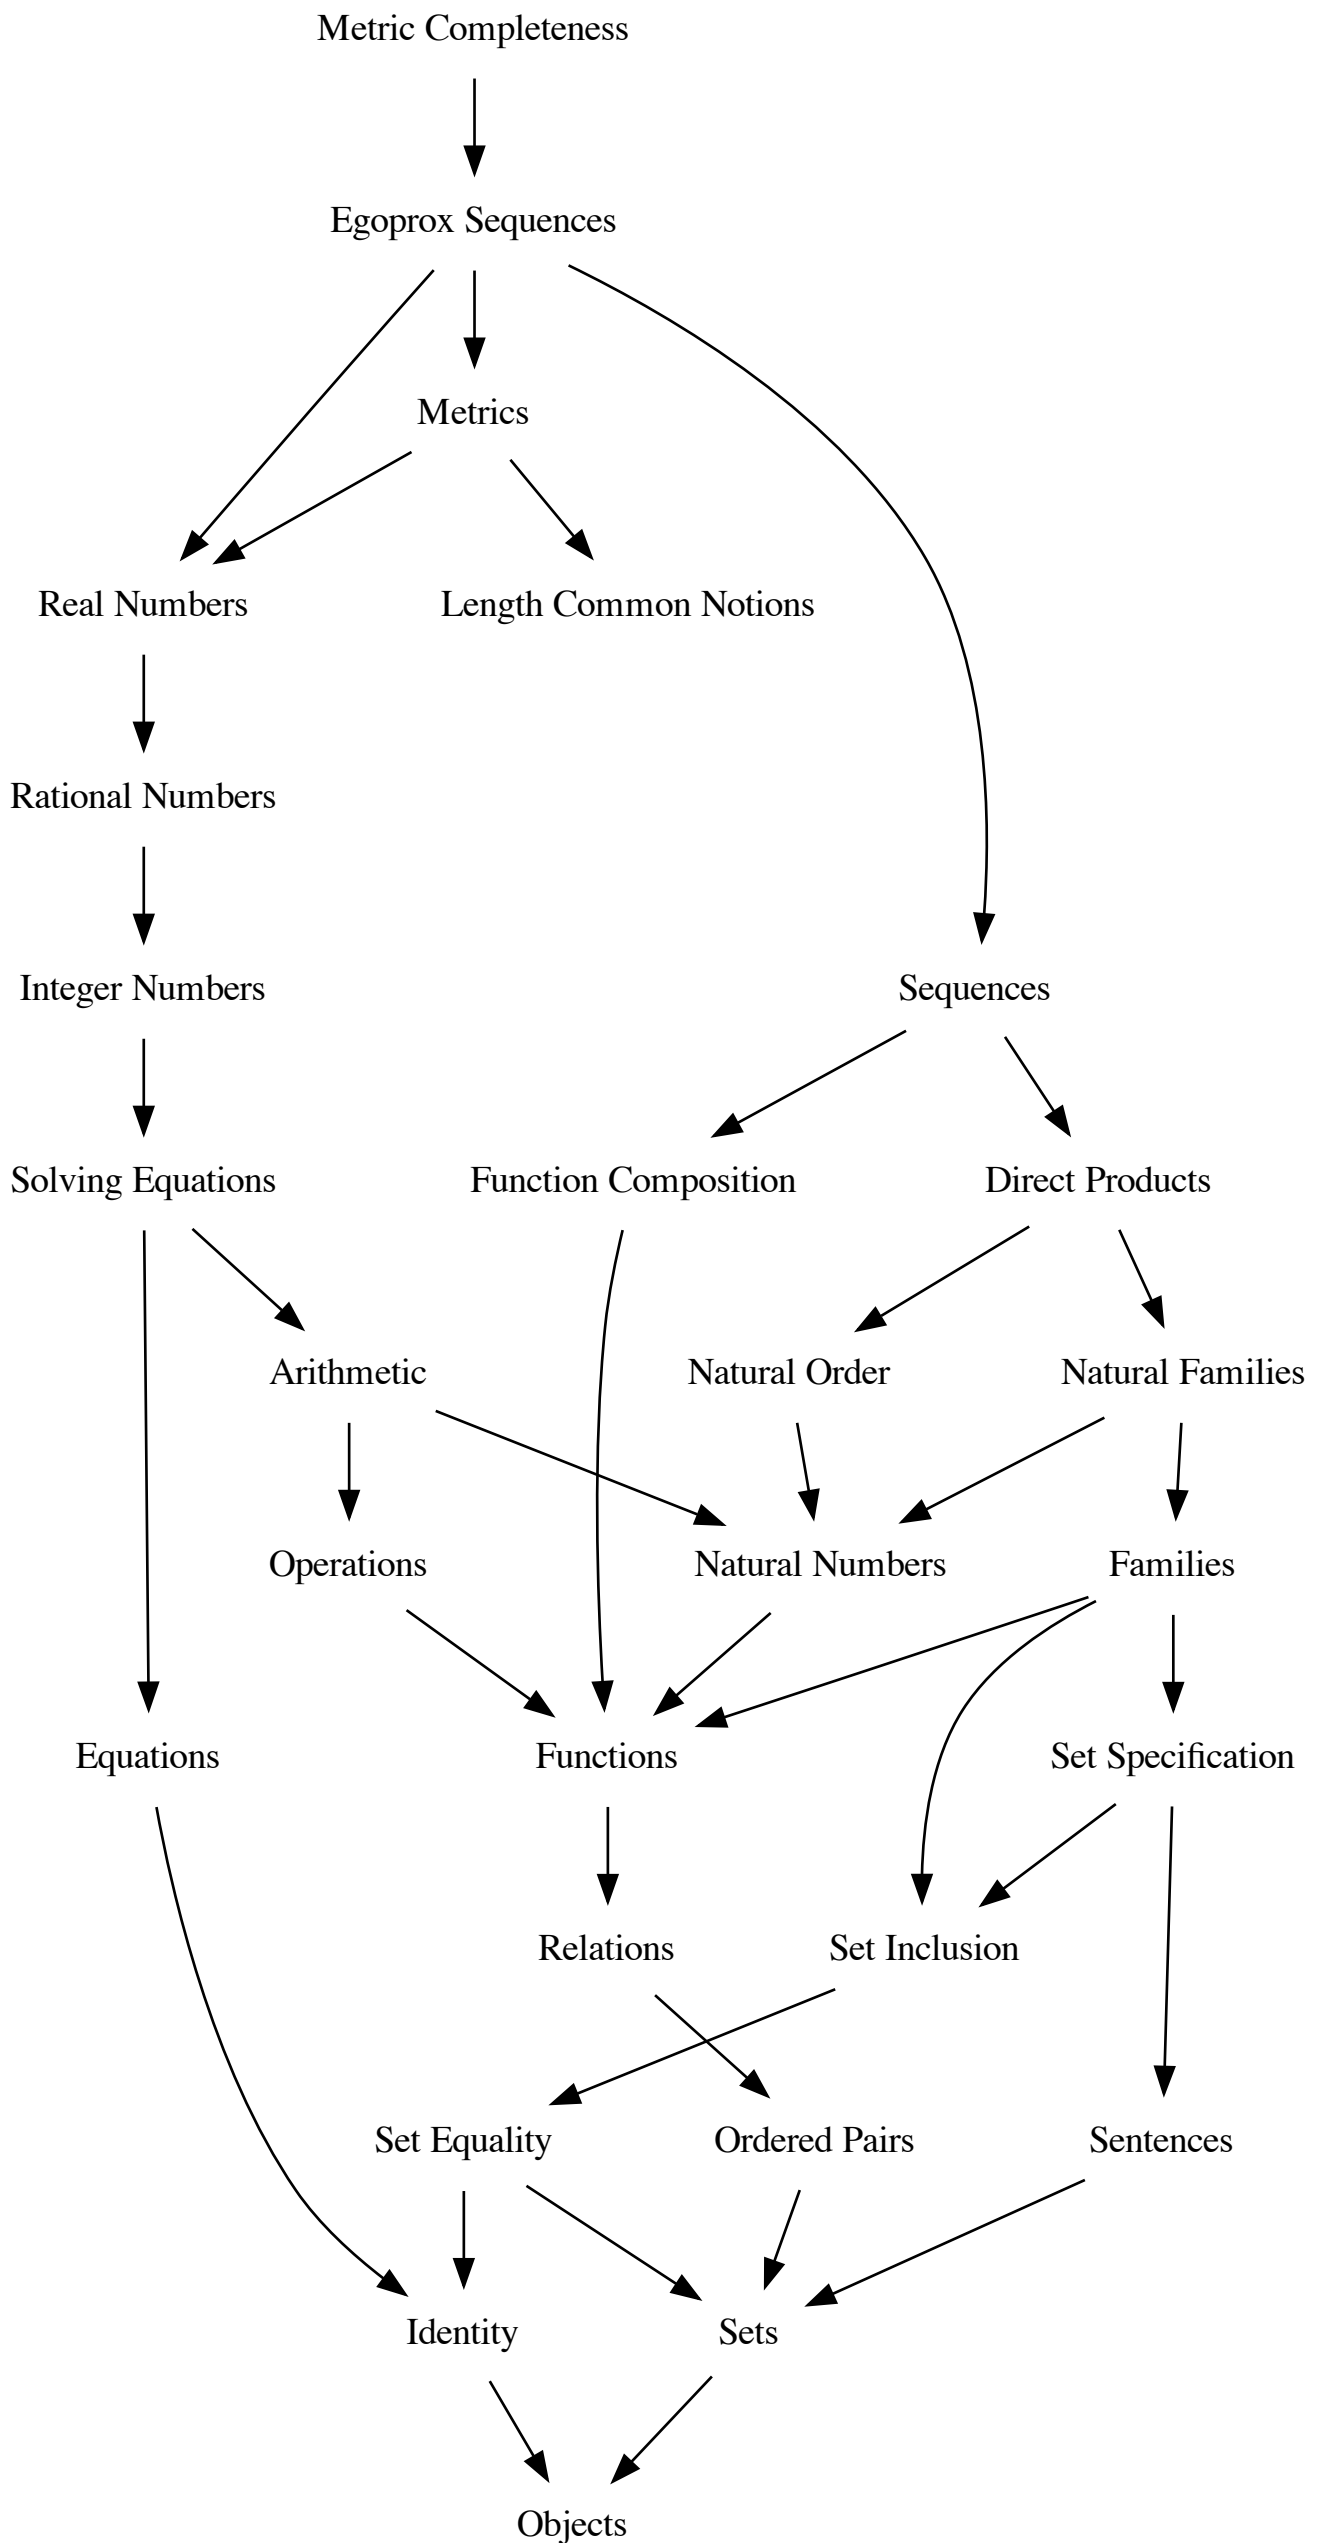 Metric Completeness
Egoprox Sequences
Metrics
Real Numbers
Length Common Notions
Rational Numbers
Integer Numbers
Sequences
Solving Equations
Function Composition
Direct Products
Arithmetic
Natural Order
Natural Families
Operations
Natural Numbers
Families
Equations
Functions
Set Specification
Relations
Set Inclusion
Set Equality
Ordered Pairs
Sentences
Identity
Sets
Objects